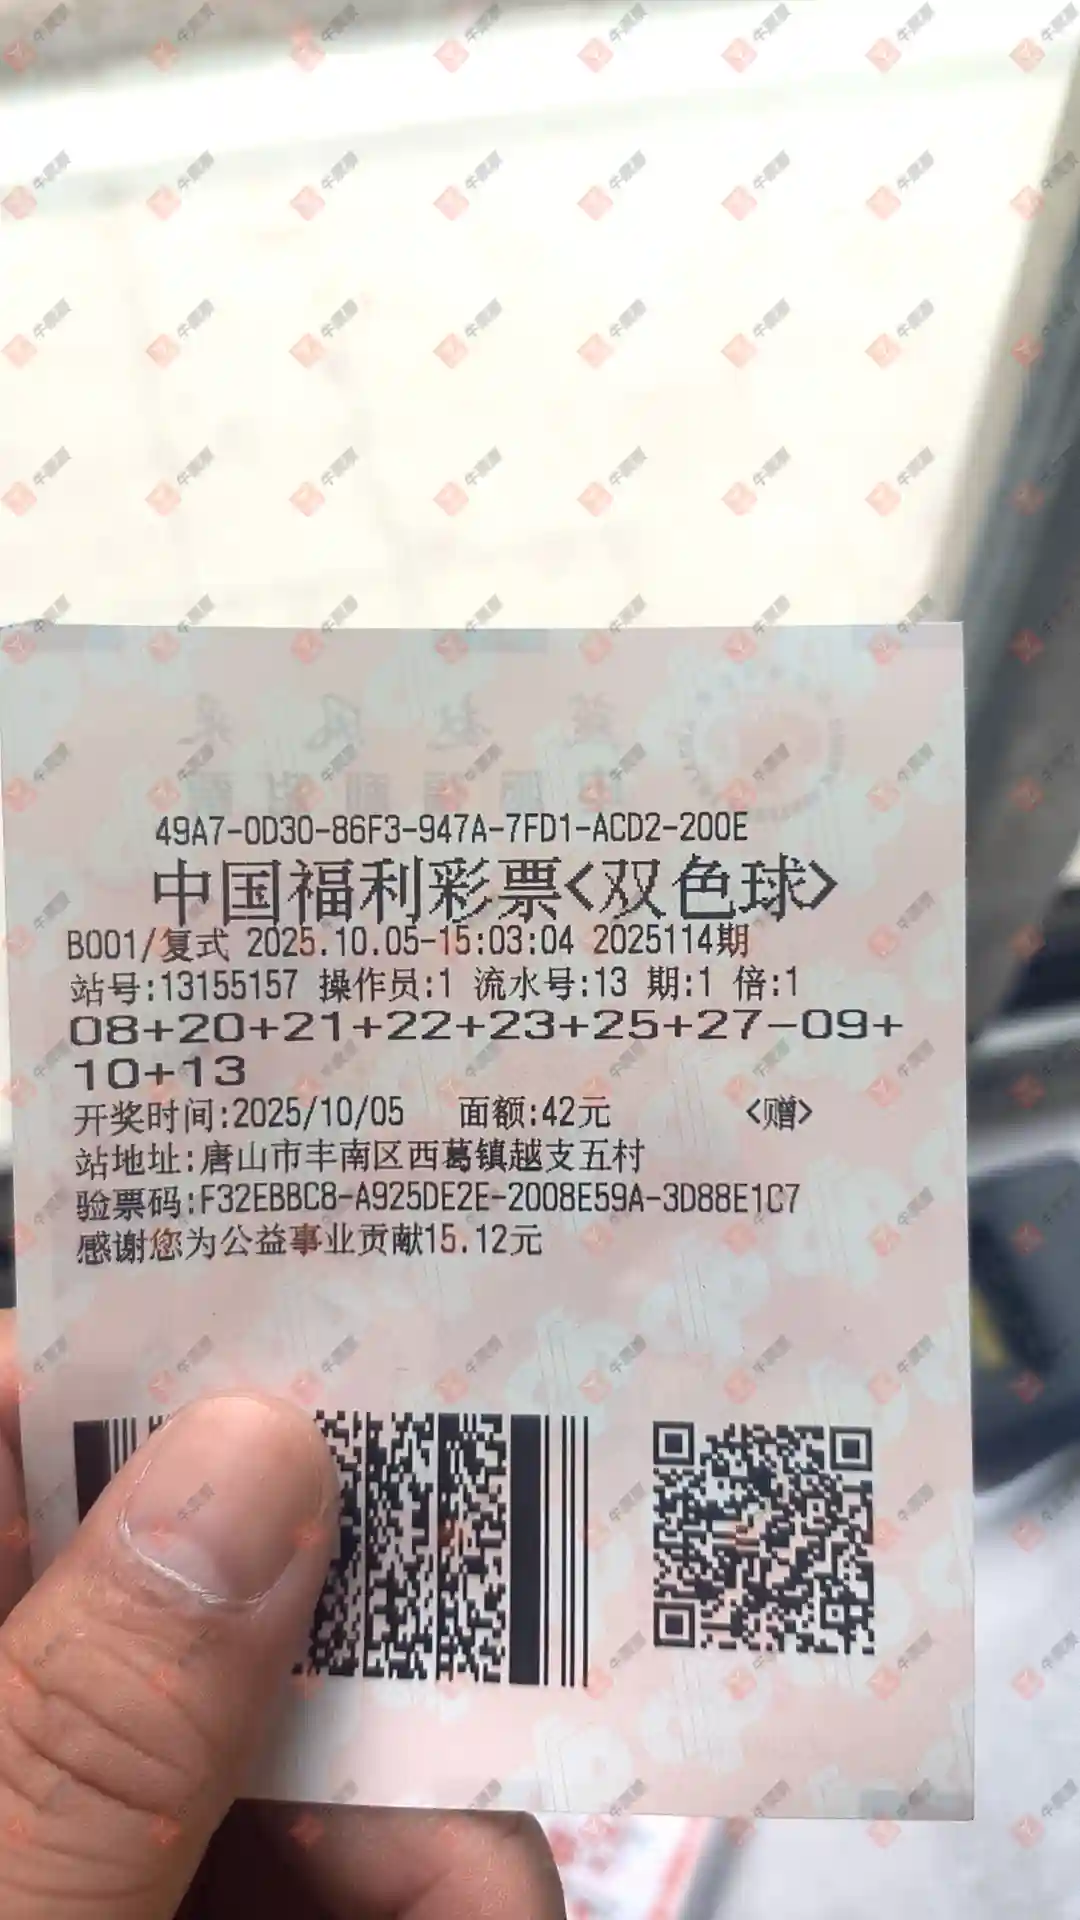 49A7-0D30-86F3-947A-7FD1-ACD2-200E
中国福利彩票<双色球>
B001/复式 2025.10.05-15:03:04 2025114期
站号:13155157 操作员:1 流水号:13 期:1 倍:1
08+20+21+22+23+25+27-09+
10+13
开奖时间:2025/10/05 面额:42元 <赠>
站地址:唐山市丰南区西葛镇越支五村
验票码:F32EBBC8-A925DE2E-2008E59A-3D88E1C7
感谢您为公益事业贡献15.12元